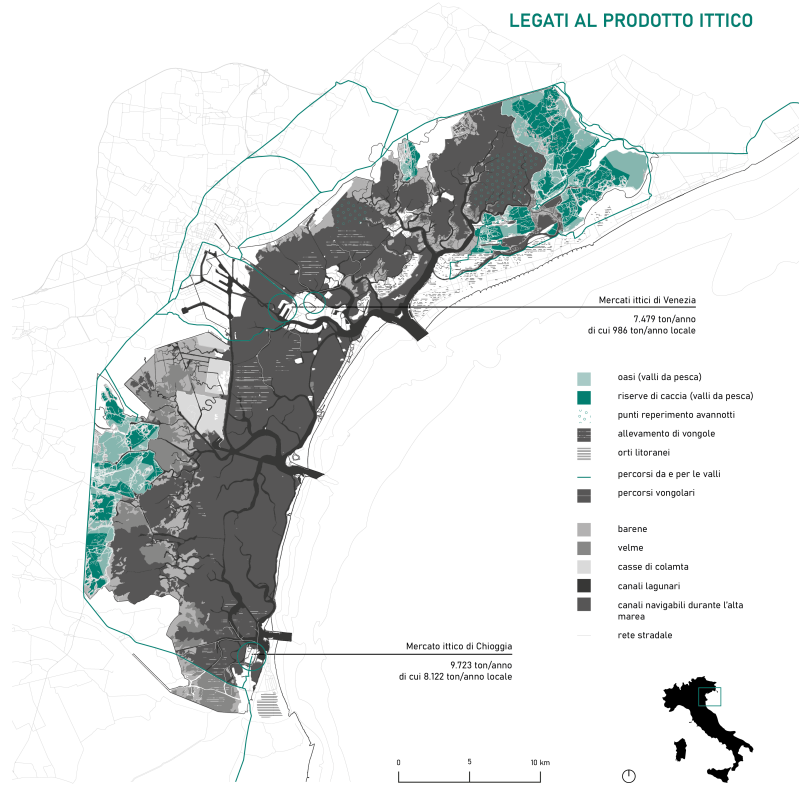 LEGATI AL PRODOTTO ITTICO
Mercati ittici di Venezia
7.479 ton/anno
di cui 986 ton/anno locale
oasi (valli da pesca)
riserve di caccia (valli da pesca)
punti reperimento avannotti
allevamento di vongole
orti litoranei
percorsi da e per le valli
percorsi vongolari
barene
velme
casse di colamta
canali lagunari
canali navigabili durante l'alta
marea
rete stradale
Mercato ittico di Chioggia
9.723 ton/anno
di cui 8.122 ton/anno locale
0 5 10 km